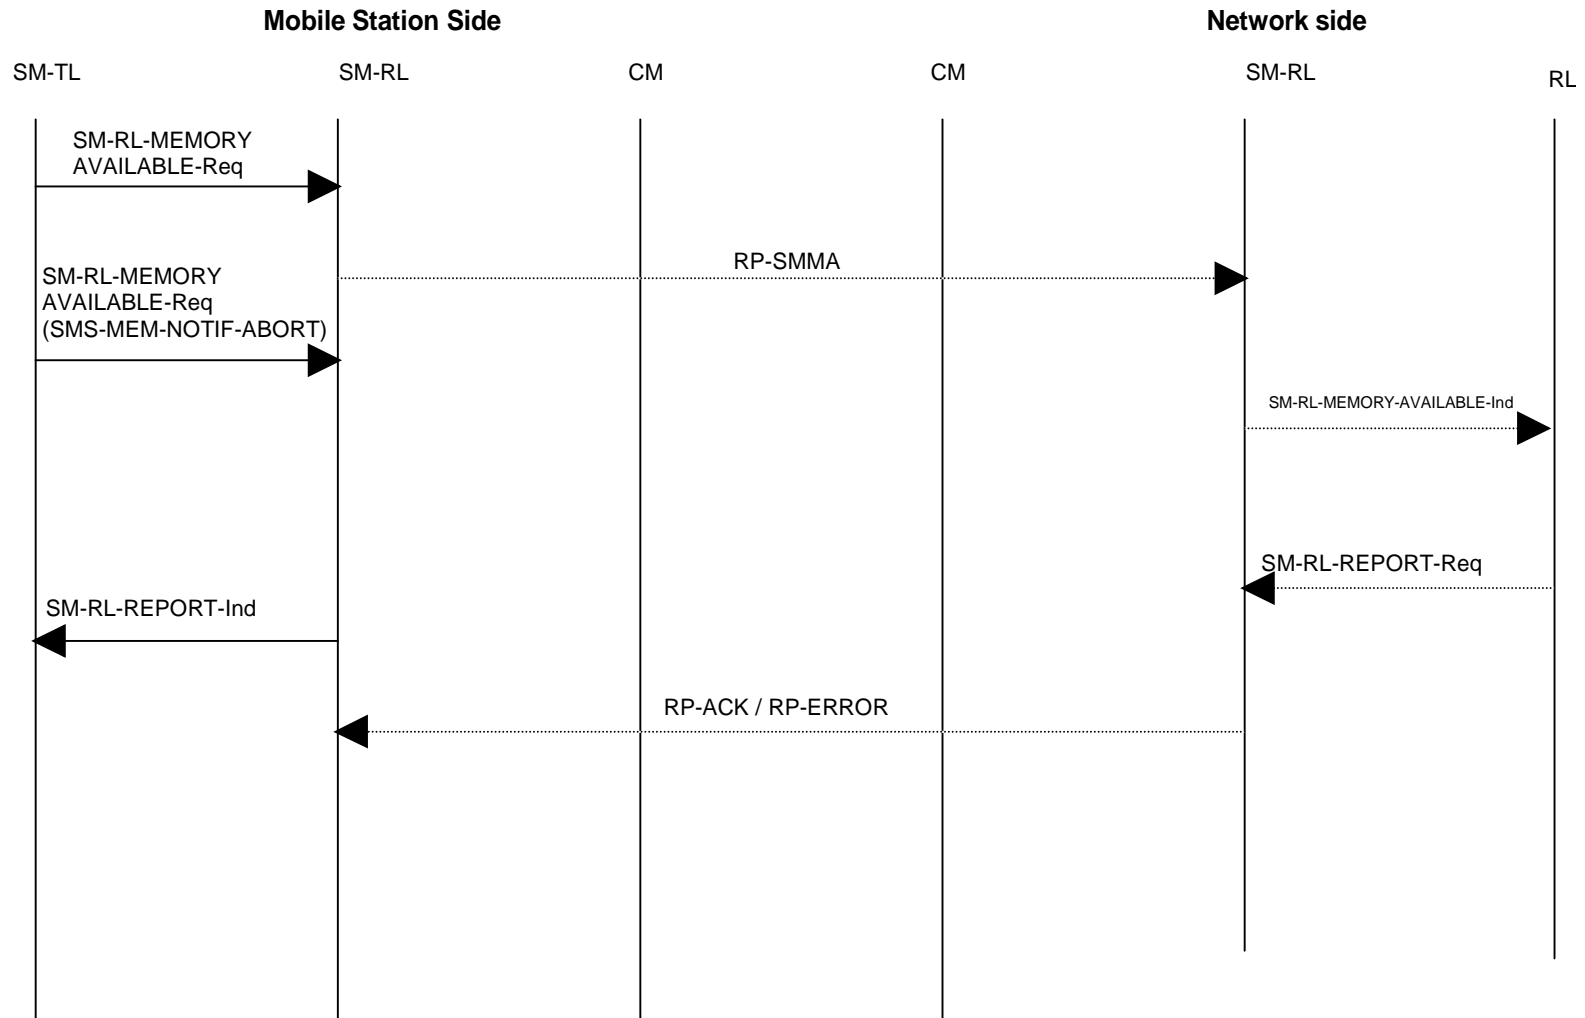 Mobile Station Side
Network side
SM-TL
SM-RL
CM
CM
SM-RL
RL
SM-RL-MEMORY
AVAILABLE-Req
RP-SMMA
SM-RL-MEMORY
AVAILABLE-Req
(SMS-MEM-NOTIF-ABORT)
SM-RL-MEMORY-AVAILABLE-Ind
SM-RL-REPORT-Req
SM-RL-REPORT-Ind
RP-ACK / RP-ERROR